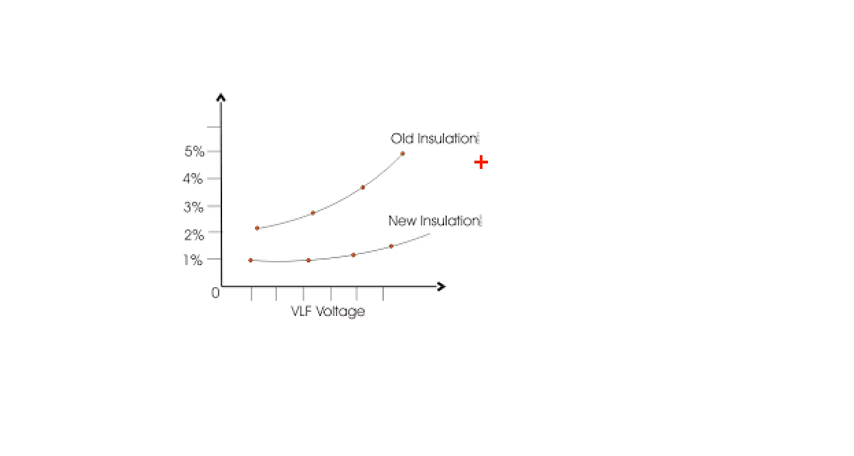 Old Insulation
5%
4%
3%
New Insulation
2%
1%
0
VLF Voltage